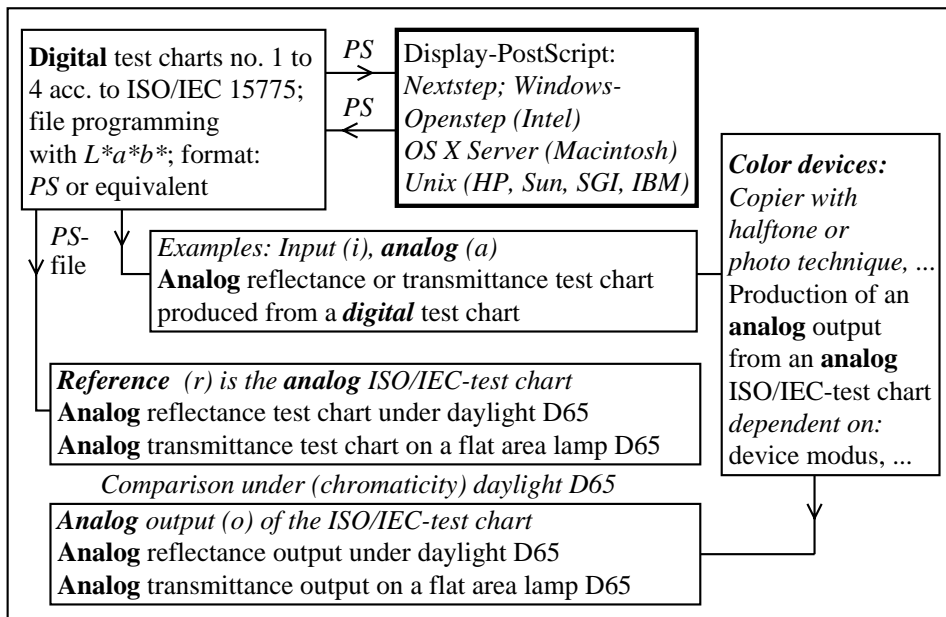 Digital test charts no. 1 to
4 acc. to ISO/IEC 15775;
file programming
with L*a*b*; format:
PS or equivalent
PS
PS
Display-PostScript:
Nextstep; Windows-
Openstep (Intel)
OS X Server (Macintosh)
Unix (HP, Sun, SGI, IBM)
PS-
file
Examples: Input (i), analog (a)
Analog reflectance or transmittance test chart
produced from a digital test chart
Color devices:
Copier with
halftone or
photo technique, ...
Production of an
analog output
from an analog
ISO/IEC-test chart
dependent on:
device modus, ...
Reference (r) is the analog ISO/IEC-test chart
Analog reflectance test chart under daylight D65
Analog transmittance test chart on a flat area lamp D65
Comparison under (chromaticity) daylight D65
Analog output (o) of the ISO/IEC-test chart
Analog reflectance output under daylight D65
Analog transmittance output on a flat area lamp D65